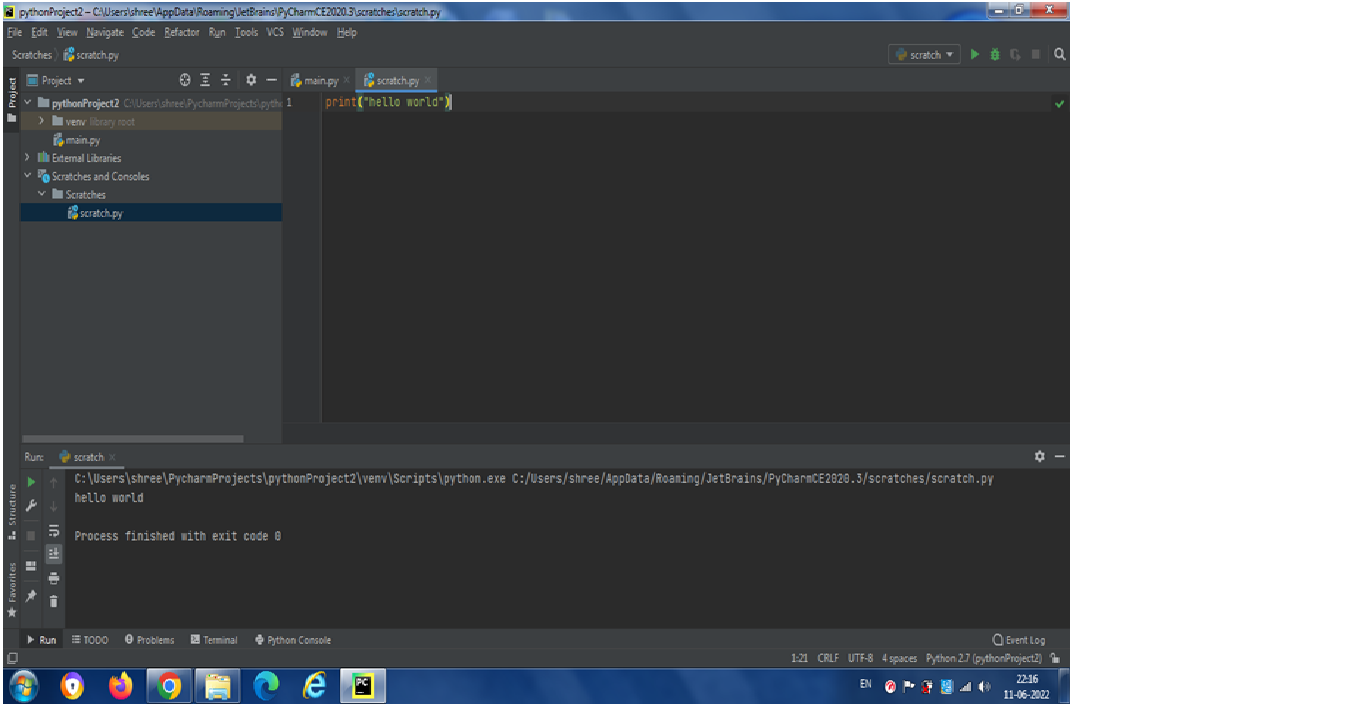 pythonProject2 – C:\Users\shree\AppData\Roaming\JetBrains\PyCharmCE2020.3\scratches\scratch.py
File Edit View Navigate Code Refactor Run Tools VCS Window Help
Scratches scratch.py scratch
Project main.py scratch.py
pythonProject2 C:\Users\shree\PycharmProjects\pytho 1 print("hello world")
venv library root
main.py
External Libraries
Scratches and Consoles
Scratches
scratch.py
Project
Run: scratch
C:\Users\shree\PycharmProjects\pythonProject2\venv\Scripts\python.exe C:/Users/shree/AppData/Roaming/JetBrains/PyCharmCE2020.3/scratches/scratch.py
hello world
Process finished with exit code 0
Structure
Favorites
Run TODO Problems Terminal Python Console Event Log
1:21 CRLF UTF-8 4 spaces Python 2.7 (pythonProject2)
PC EN 22:16
11-06-2022